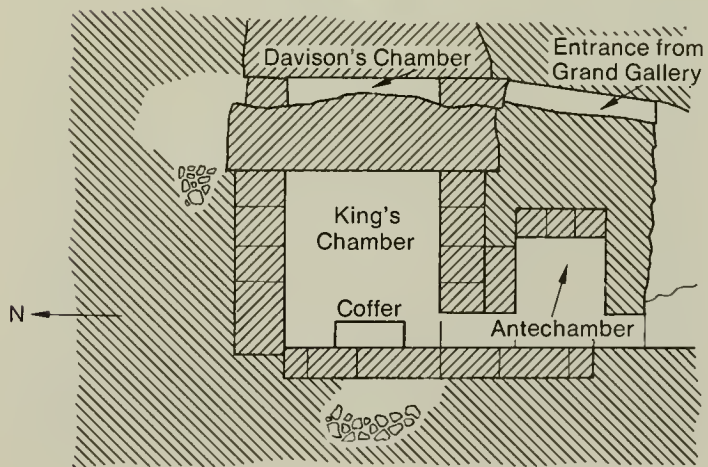 Davison's Chamber
Entrance from
Grand Gallery
King's
Chamber
N
Coffer
Antechamber